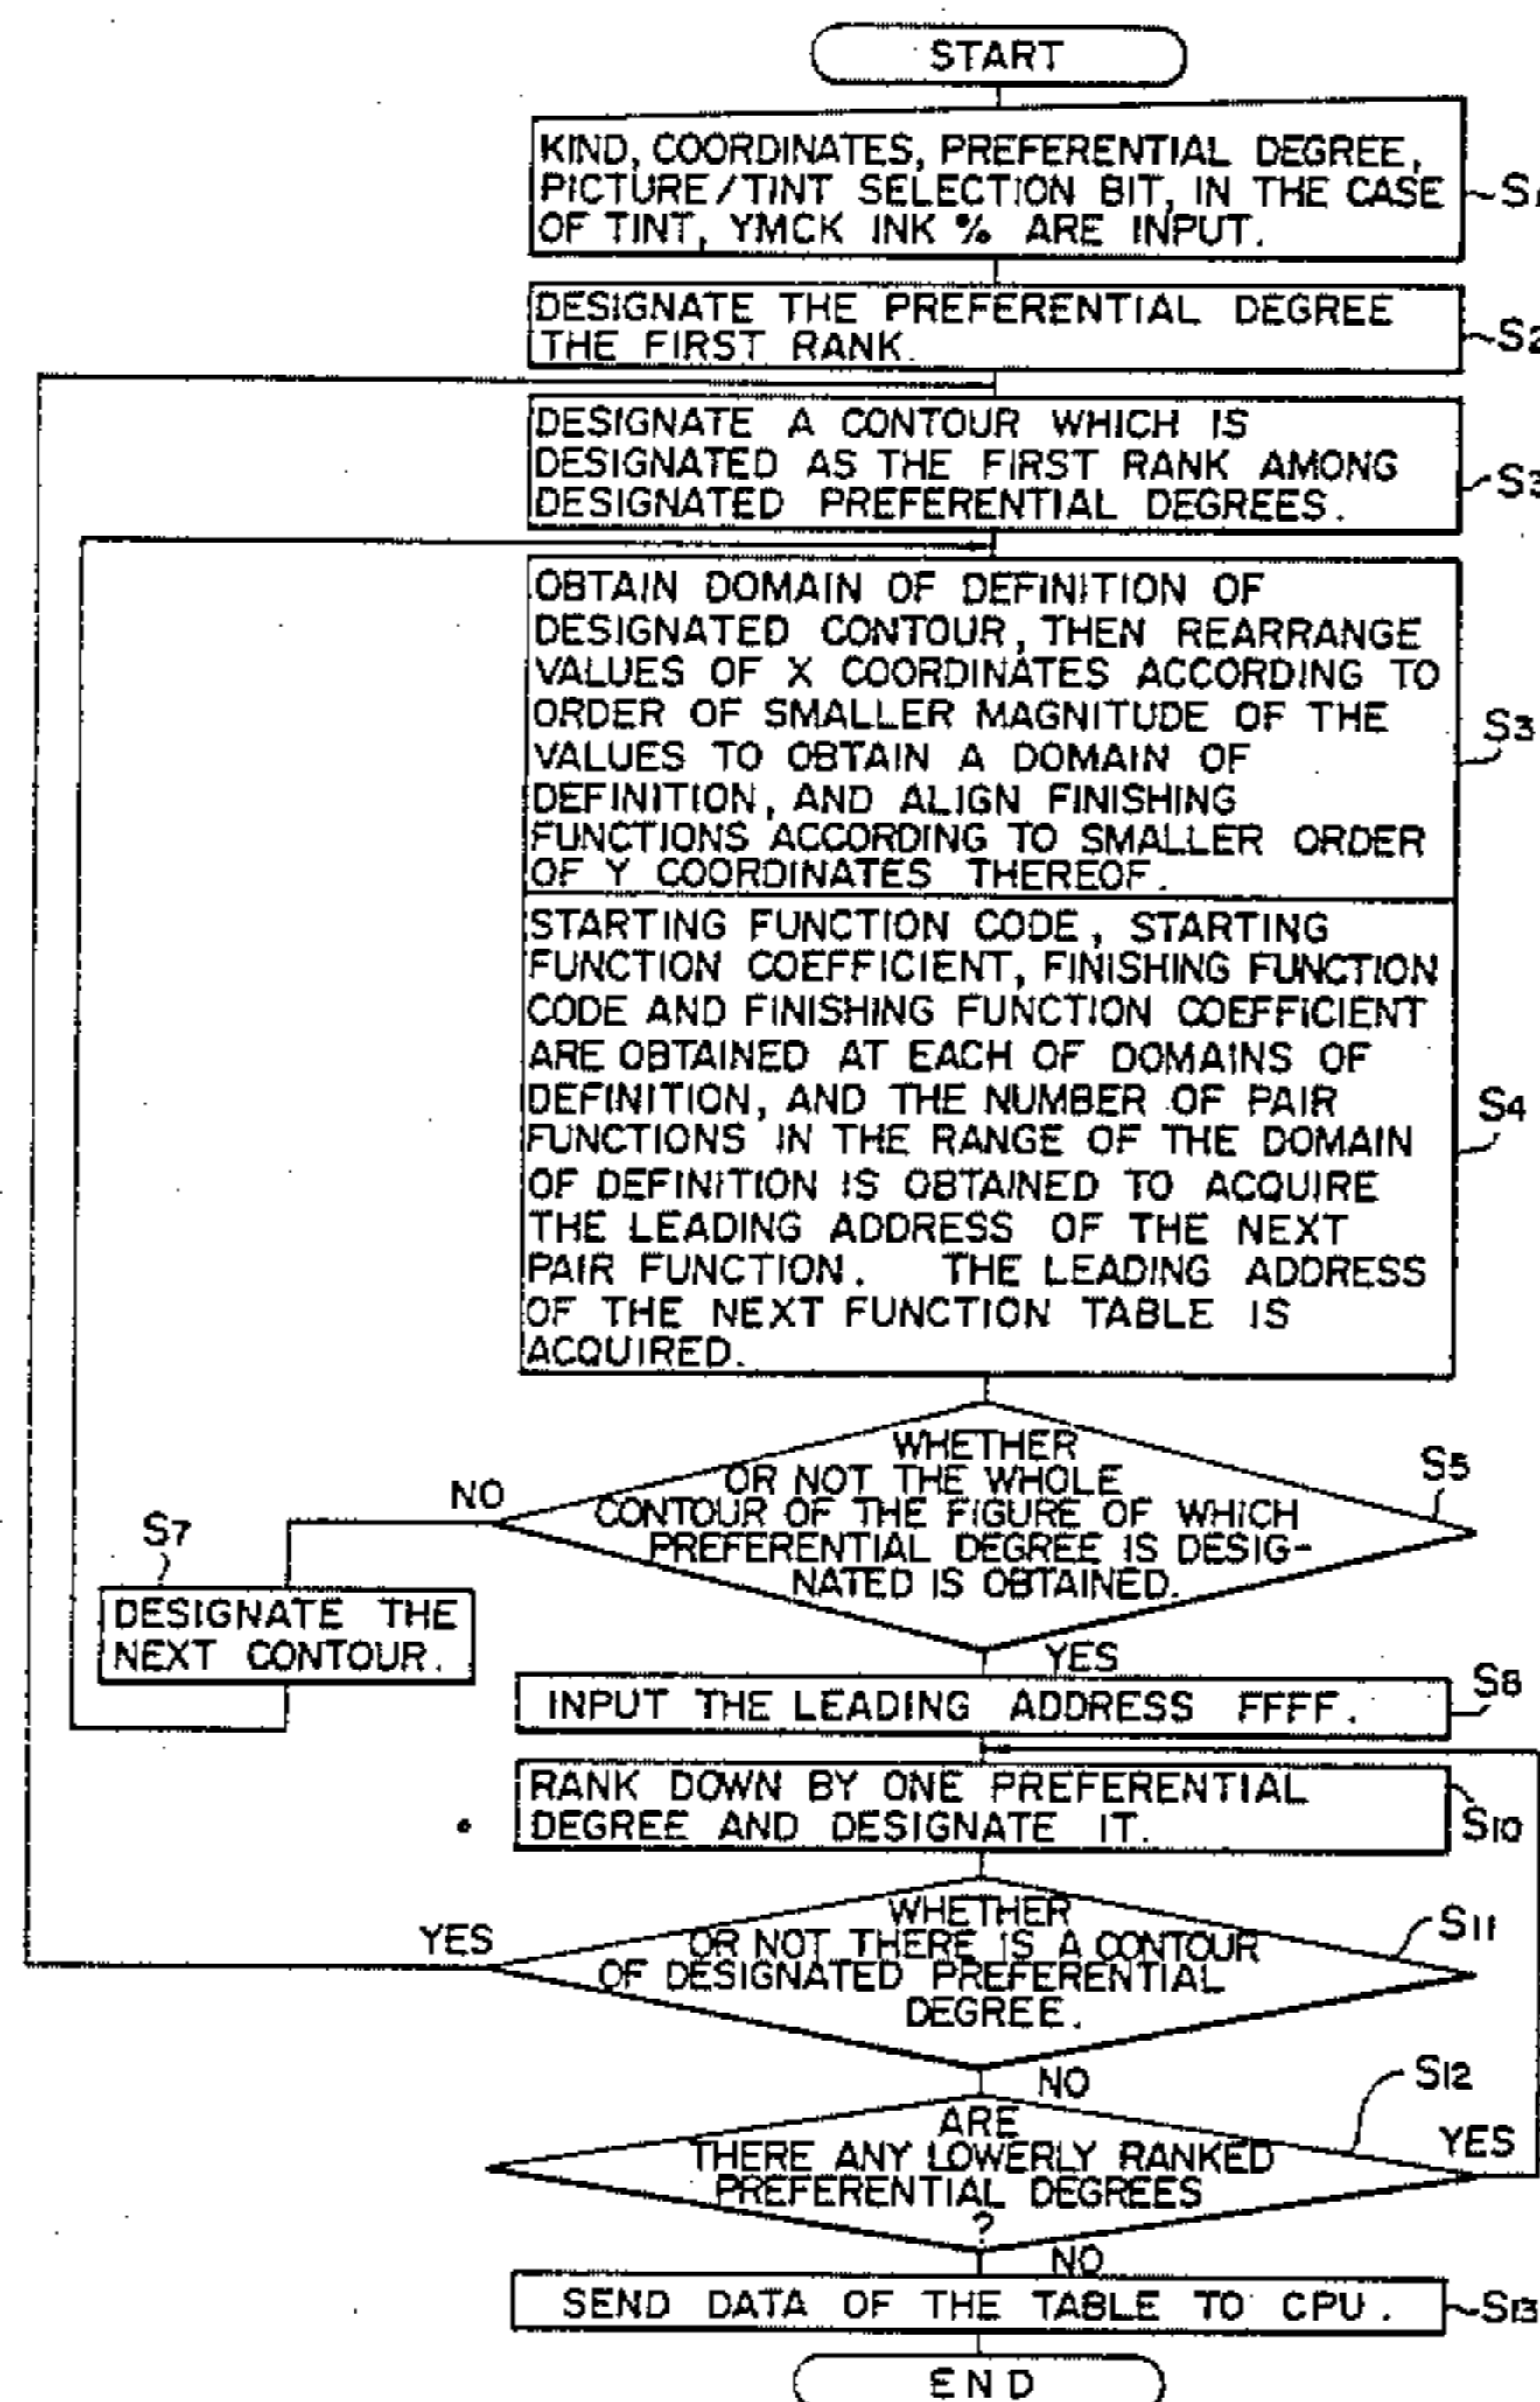 START
KIND, COORDINATES, PREFERENTIAL DEGREE,
PICTURE/TINT SELECTION BIT, IN THE CASE
OF TINT, YMCK INK % ARE INPUT.
S1
DESIGNATE THE PREFERENTIAL DEGREE
THE FIRST RANK.
S2
DESIGNATE A CONTOUR WHICH IS
DESIGNATED AS THE FIRST RANK AMONG
DESIGNATED PREFERENTIAL DEGREES.
S3
OBTAIN DOMAIN OF DEFINITION OF
DESIGNATED CONTOUR, THEN REARRANGE
VALUES OF X COORDINATES ACCORDING TO
ORDER OF SMALLER MAGNITUDE OF THE
VALUES TO OBTAIN A DOMAIN OF
DEFINITION, AND ALIGN FINISHING
FUNCTIONS ACCORDING TO SMALLER ORDER
OF Y COORDINATES THEREOF.
S3
STARTING FUNCTION CODE, STARTING
FUNCTION COEFFICIENT, FINISHING FUNCTION
CODE AND FINISHING FUNCTION COEFFICIENT
ARE OBTAINED AT EACH OF DOMAINS OF
DEFINITION, AND THE NUMBER OF PAIR
FUNCTIONS IN THE RANGE OF THE DOMAIN
OF DEFINITION IS OBTAINED TO ACQUIRE
THE LEADING ADDRESS OF THE NEXT
PAIR FUNCTION. THE LEADING ADDRESS
OF THE NEXT FUNCTION TABLE IS
ACQUIRED.
S4
WHETHER
OR NOT THE WHOLE
CONTOUR OF THE FIGURE OF WHICH
PREFERENTIAL DEGREE IS DESIG-
NATED IS OBTAINED.
S5
NO
S7
DESIGNATE THE
NEXT CONTOUR.
YES
INPUT THE LEADING ADDRESS FFFF.
S8
RANK DOWN BY ONE PREFERENTIAL
DEGREE AND DESIGNATE IT.
S10
WHETHER
OR NOT THERE IS A CONTOUR
OF DESIGNATED PREFERENTIAL
DEGREE.
S11
YES
NO
ARE
THERE ANY LOWERLY RANKED
PREFERENTIAL DEGREES
?
S12
YES
NO
SEND DATA OF THE TABLE TO CPU.
S13
END